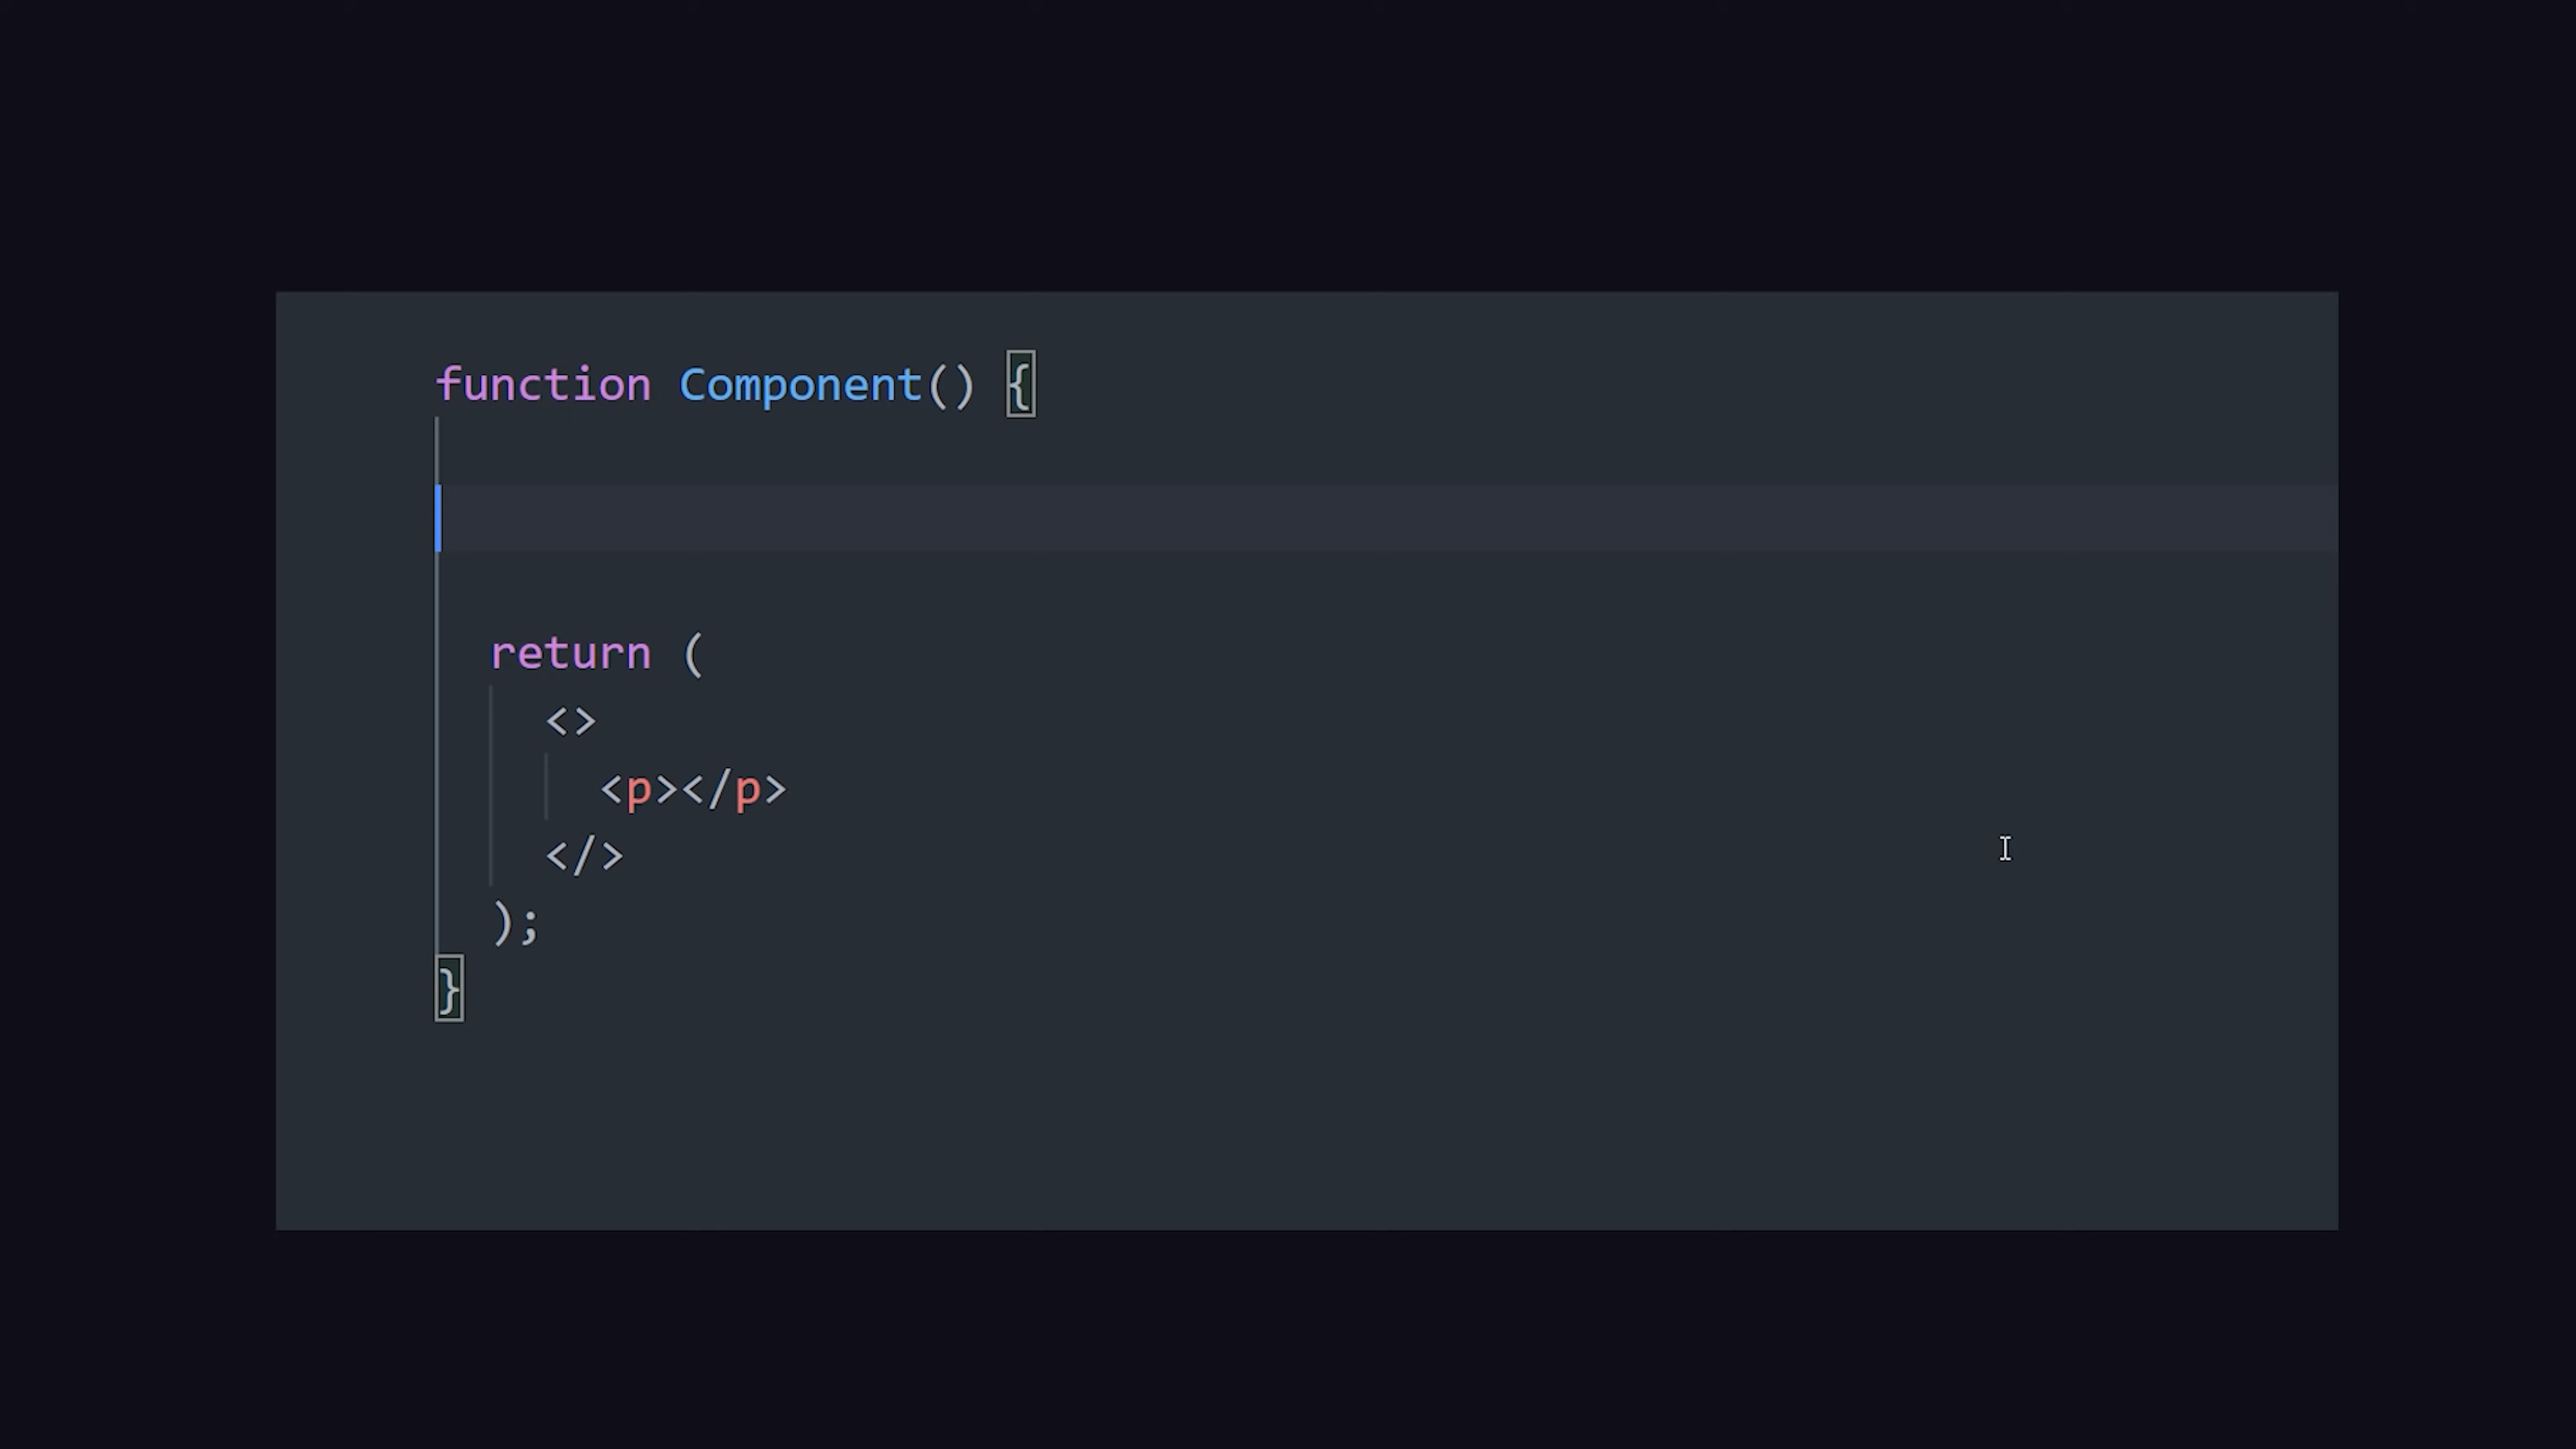 function Component() {
return (
<>
<p></p>
</>
);
}